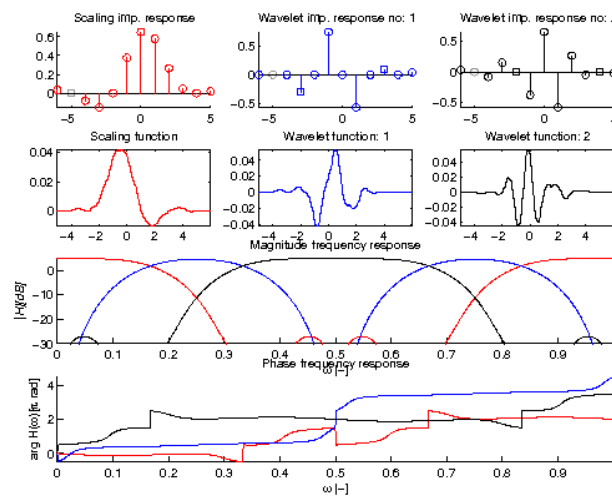 Scaling imp. response
Wavelet imp. response no: 1
Wavelet imp. response no:
0.6
0.4
0.2
0
-5 0 5
0.5
0
-0.5
-6 -4 -2 0 2 4
0.5
0
-0.5
-5 0 5
Scaling function
Wavelet function: 1
Wavelet function: 2
0.04
0.02
0
-4 -2 0 2 4
0.04
0.02
0
-0.02
-0.04
-4 -2 0 2 4
0.04
0.02
0
-0.02
-0.04
-4 -2 0 2 4
Magnitude frequency response
|H|[dB]
0
-10
-20
-30
0 0.1 0.2 0.3 0.4 0.5 0.6 0.7 0.8 0.9
ω [-]
Phase frequency response
arg H(ω) [π rad]
4
2
0
0 0.1 0.2 0.3 0.4 0.5 0.6 0.7 0.8 0.9
ω [-]